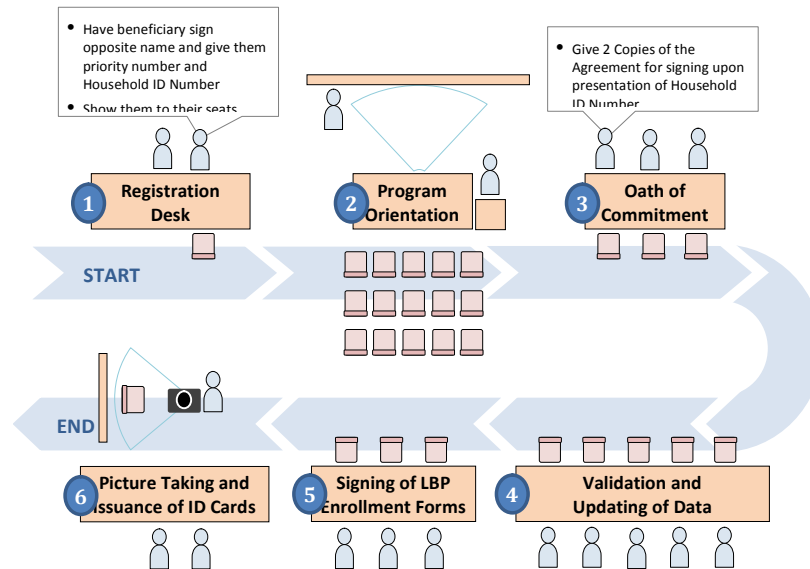 • Have beneficiary sign
opposite name and give them
priority number and
Household ID Number
• Show them to their seats
• Give 2 Copies of the
Agreement for signing upon
presentation of Household
ID Number
1
Registration
Desk
2
Program
Orientation
3
Oath of
Commitment
START
END
6
Picture Taking and
Issuance of ID Cards
5
Signing of LBP
Enrollment Forms
4
Validation and
Updating of Data